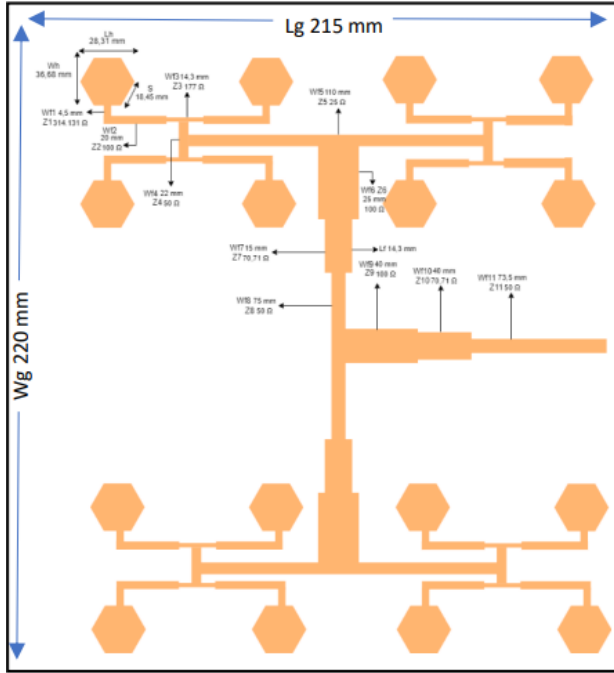 Lg 215 mm
Lh
28,31 mm
Wh
36,68 mm
S
18,45 mm
Wf3 14,3 mm
Z3 177 Ω
Wf5 110 mm
Z5 25 Ω
Wf1 4,5 mm
Z1 314.131 Ω
Wf2
20 mm
Z2 100 Ω
Wf4 22 mm
Z4 50 Ω
Wf6 Z6
25 mm
100 Ω
Wf7 15 mm
Z7 70,71 Ω
Lf 14,3 mm
Wf9 40 mm
Z9 100 Ω
Wf10 40 mm
Z10 70,71 Ω
Wf11 73,5 mm
Z11 50 Ω
Wf8 75 mm
Z8 50 Ω
Wg 220 mm